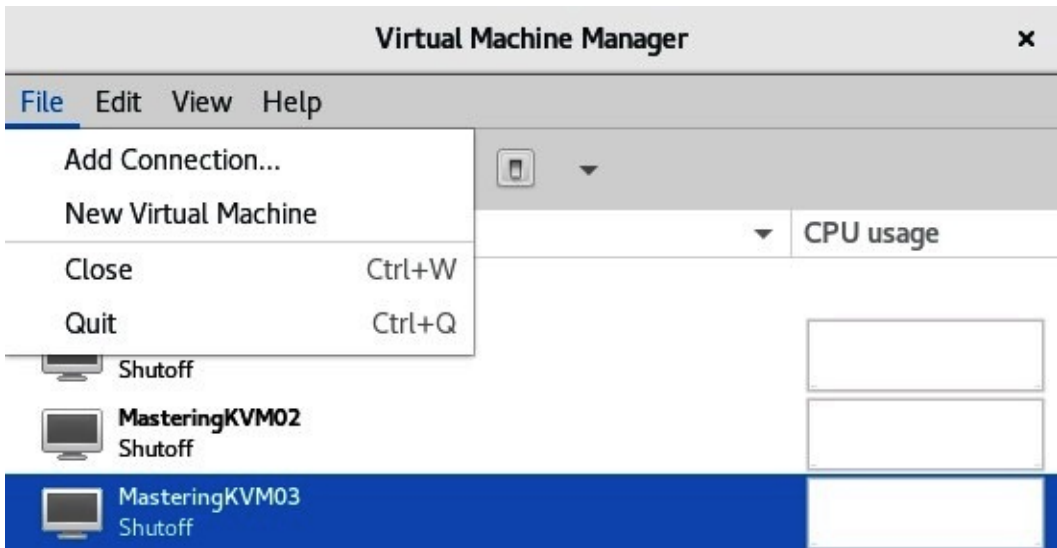 Virtual Machine Manager
File Edit View Help
Add Connection...
New Virtual Machine
CPU usage
Close Ctrl+W
Quit Ctrl+Q
Shutoff
MasteringKVM02
Shutoff
MasteringKVM03
Shutoff